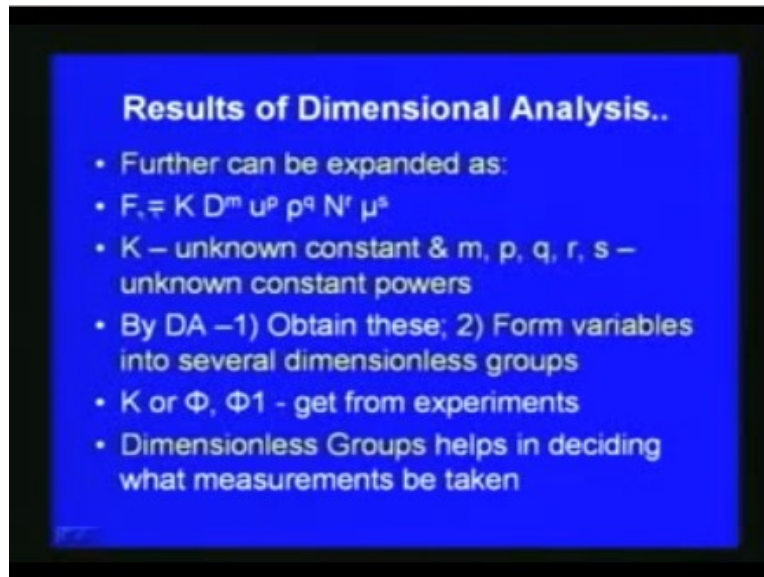 Results of Dimensional Analysis..
• Further can be expanded as:
• F = K Dᵐ uᵖ ρ^q Nʳ μˢ
• K – unknown constant & m, p, q, r, s –
unknown constant powers
• By DA –1) Obtain these; 2) Form variables
into several dimensionless groups
• K or Φ, Φ1 - get from experiments
• Dimensionless Groups helps in deciding
what measurements be taken